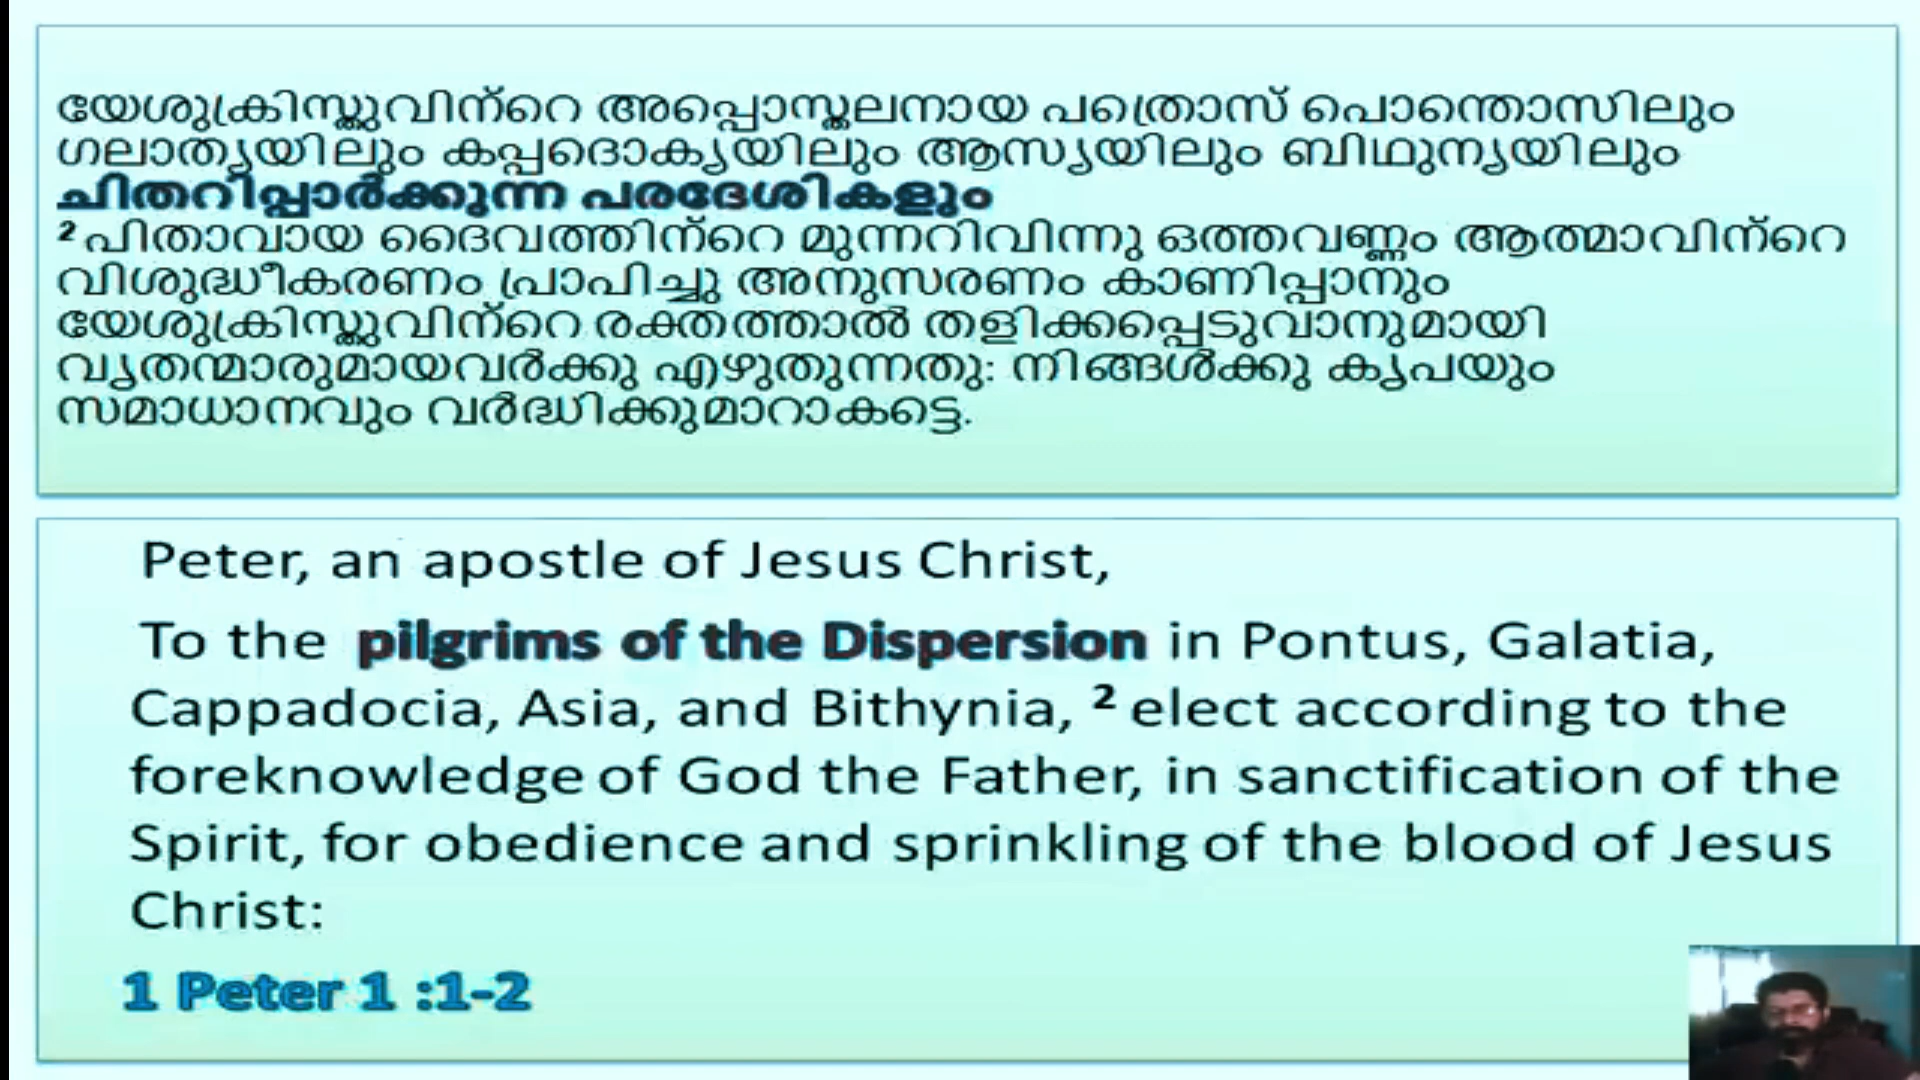 യേശുക്രിസ്തുവിന്റെ അപ്പൊസ്തലനായ പത്രൊസ് പൊന്തൊസിലും
ഗലാത്യയിലും കപ്പദൊക്യയിലും ആസ്യയിലും ബിഥുന്യയിലും
ചിതറിപ്പാർക്കുന്ന പരദേശികളും
² പിതാവായ ദൈവത്തിന്റെ മുന്നറിവിന്നു ഒത്തവണ്ണം ആത്മാവിന്റെ
വിശുദ്ധീകരണം പ്രാപിച്ചു അനുസരണം കാണിപ്പാനും
യേശുക്രിസ്തുവിന്റെ രക്തത്താൽ തളിക്കപ്പെടുവാനുമായി
വൃതന്മാരുമായവർക്കു എഴുതുന്നതു: നിങ്ങൾക്കു കൃപയും
സമാധാനവും വർദ്ധിക്കുമാറാകട്ടെ.
Peter, an apostle of Jesus Christ,
To the pilgrims of the Dispersion in Pontus, Galatia,
Cappadocia, Asia, and Bithynia, ² elect according to the
foreknowledge of God the Father, in sanctification of the
Spirit, for obedience and sprinkling of the blood of Jesus
Christ:
1 Peter 1 :1-2